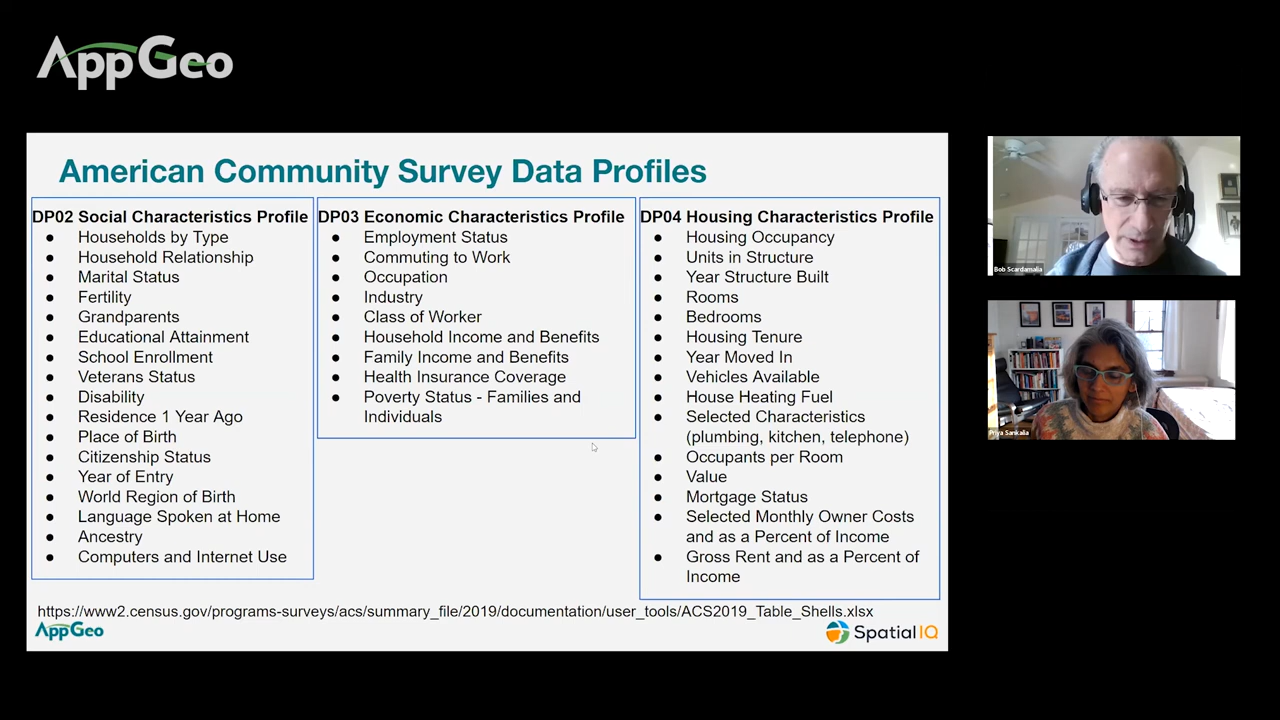 AppGeo
American Community Survey Data Profiles
DP02 Social Characteristics Profile
● Households by Type
● Household Relationship
● Marital Status
● Fertility
● Grandparents
● Educational Attainment
● School Enrollment
● Veterans Status
● Disability
● Residence 1 Year Ago
● Place of Birth
● Citizenship Status
● Year of Entry
● World Region of Birth
● Language Spoken at Home
● Ancestry
● Computers and Internet Use
DP03 Economic Characteristics Profile
● Employment Status
● Commuting to Work
● Occupation
● Industry
● Class of Worker
● Household Income and Benefits
● Family Income and Benefits
● Health Insurance Coverage
● Poverty Status - Families and
Individuals
DP04 Housing Characteristics Profile
● Housing Occupancy
● Units in Structure
● Year Structure Built
● Rooms
● Bedrooms
● Housing Tenure
● Year Moved In
● Vehicles Available
● House Heating Fuel
● Selected Characteristics
(plumbing, kitchen, telephone)
● Occupants per Room
● Value
● Mortgage Status
● Selected Monthly Owner Costs
and as a Percent of Income
● Gross Rent and as a Percent of
Income
https://www2.census.gov/programs-surveys/acs/summary_file/2019/documentation/user_tools/ACS2019_Table_Shells.xlsx
AppGeo
Spatial IQ
Bob Scardamalia
Priya Sankalia